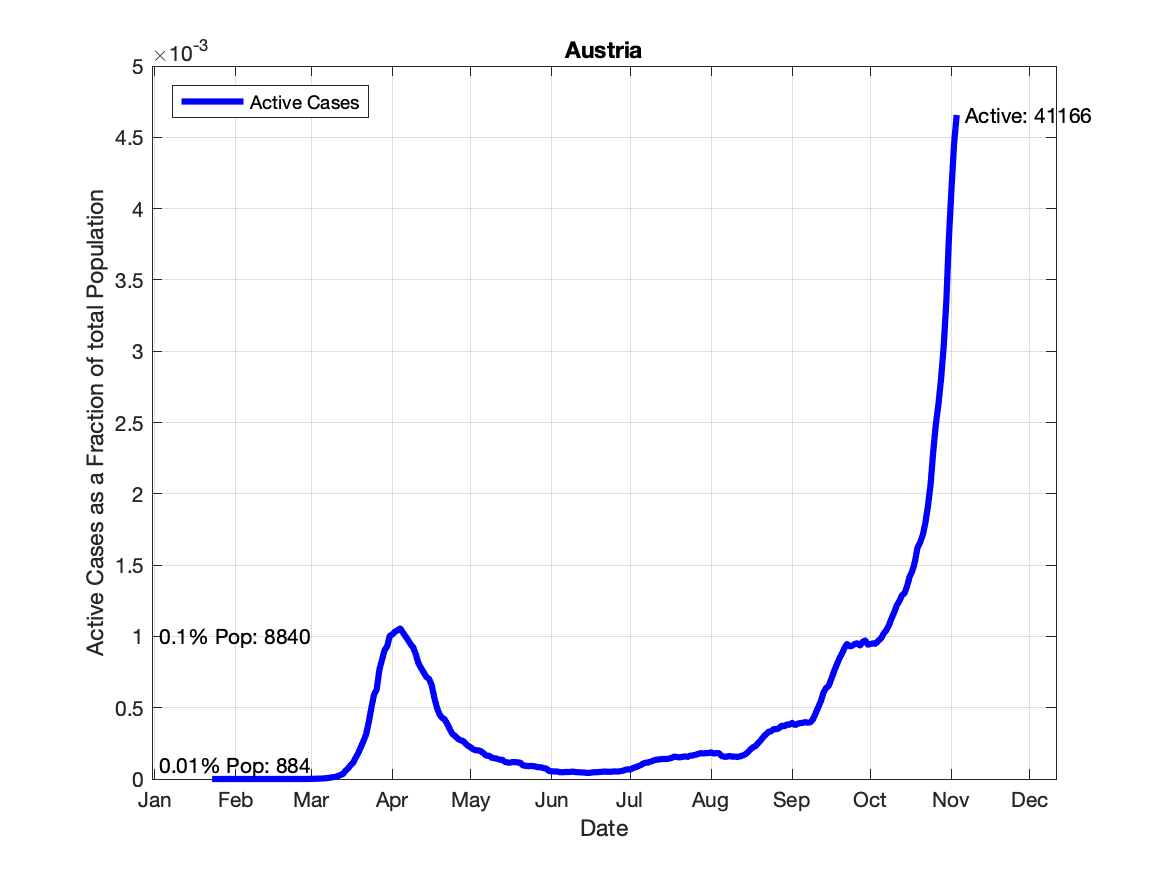 Austria
×10-3
5
4.5
4
3.5
3
2.5
2
1.5
1
0.5
0
Active Cases as a Fraction of total Population
Active Cases
Active: 41166
0.1% Pop: 8840
0.01% Pop: 884
Jan Feb Mar Apr May Jun Jul Aug Sep Oct Nov Dec
Date